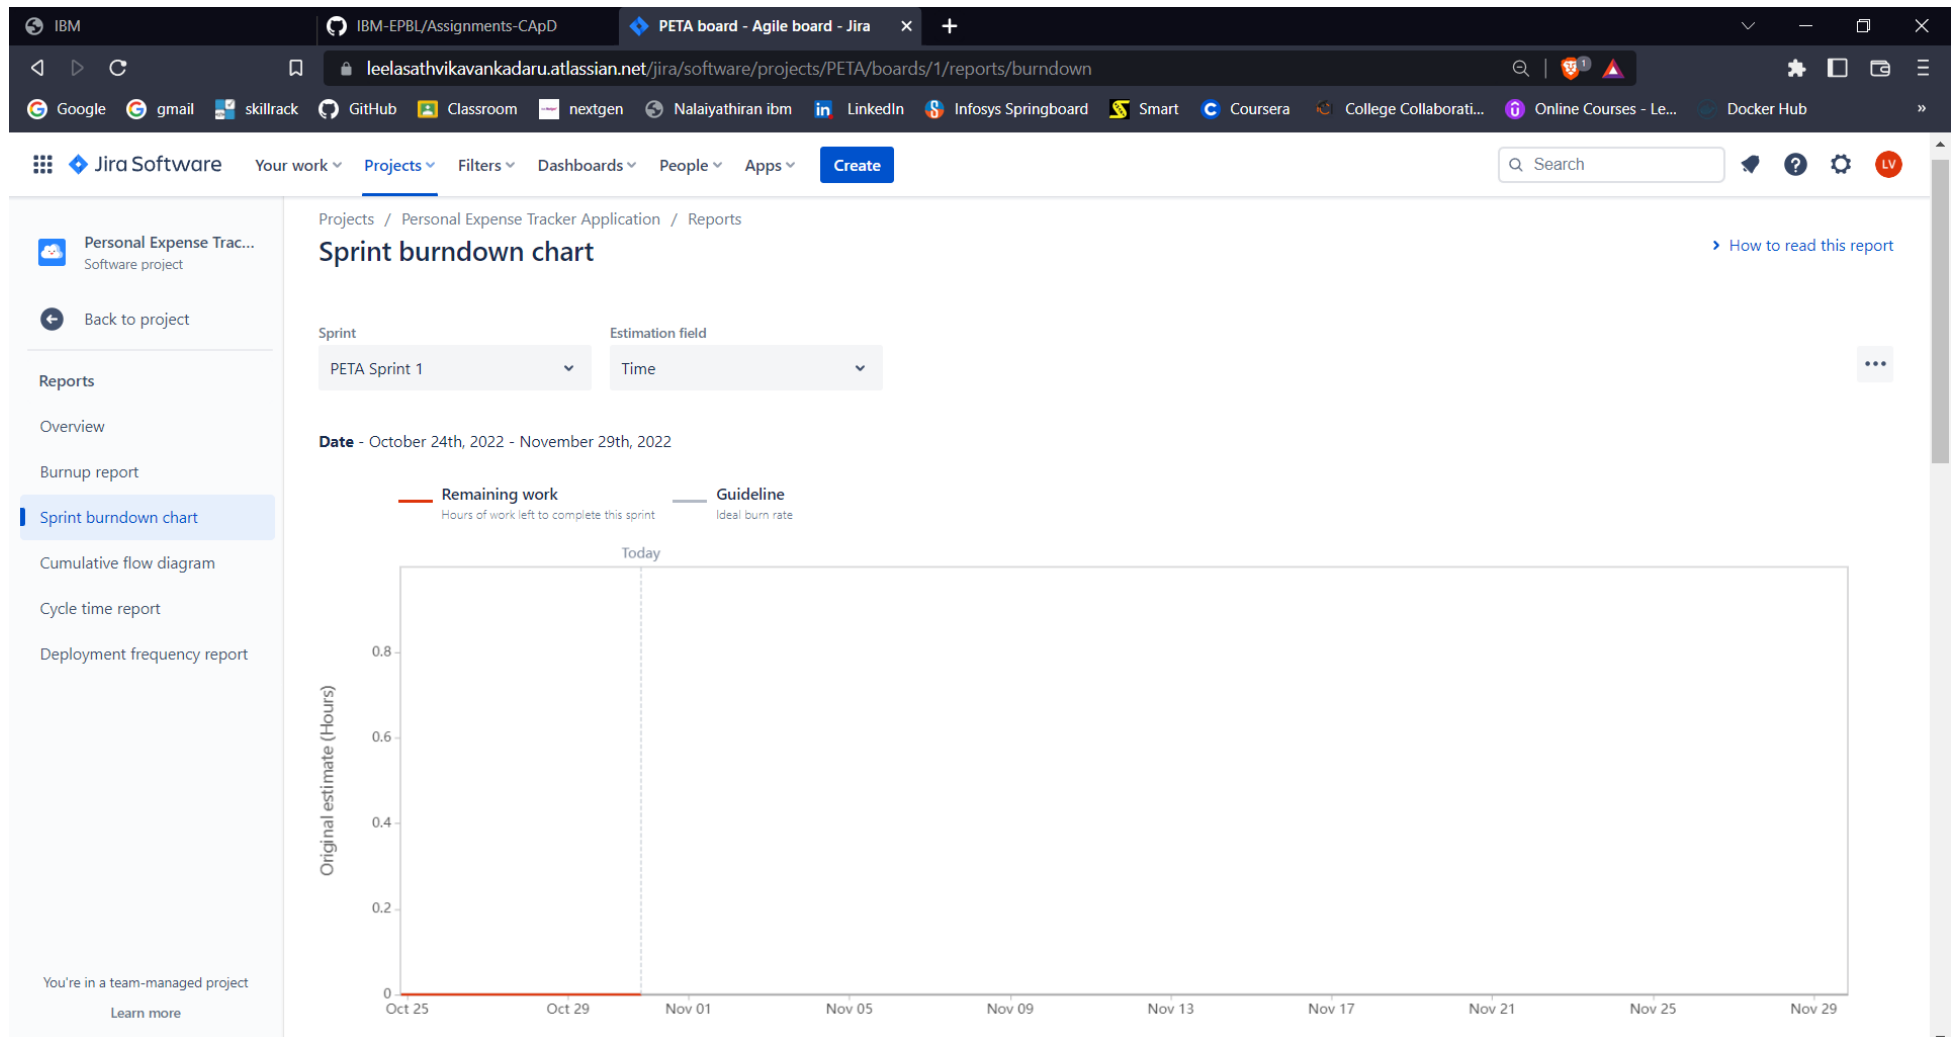 IBM
IBM-EPBL/Assignments-CApD
PETA board - Agile board - Jira
leelasathvikavankadaru.atlassian.net/jira/software/projects/PETA/boards/1/reports/burndown
1
Google gmail skillrack GitHub Classroom nextgen Nalaiyathiran ibm LinkedIn Infosys Springboard Smart Coursera College Collaborati... Online Courses - Le... Docker Hub »
Jira Software Your work Projects Filters Dashboards People Apps Create Search LV
Projects / Personal Expense Tracker Application / Reports
Personal Expense Trac...
Software project
Sprint burndown chart
How to read this report
Back to project
Sprint
Estimation field
PETA Sprint 1
Time
Reports
Overview
Burnup report
Sprint burndown chart
Cumulative flow diagram
Cycle time report
Deployment frequency report
Date - October 24th, 2022 - November 29th, 2022
Remaining work
Hours of work left to complete this sprint
Guideline
Ideal burn rate
Today
Original estimate (Hours)
0.8
0.6
0.4
0.2
0
Oct 25 Oct 29 Nov 01 Nov 05 Nov 09 Nov 13 Nov 17 Nov 21 Nov 25 Nov 29
You're in a team-managed project
Learn more